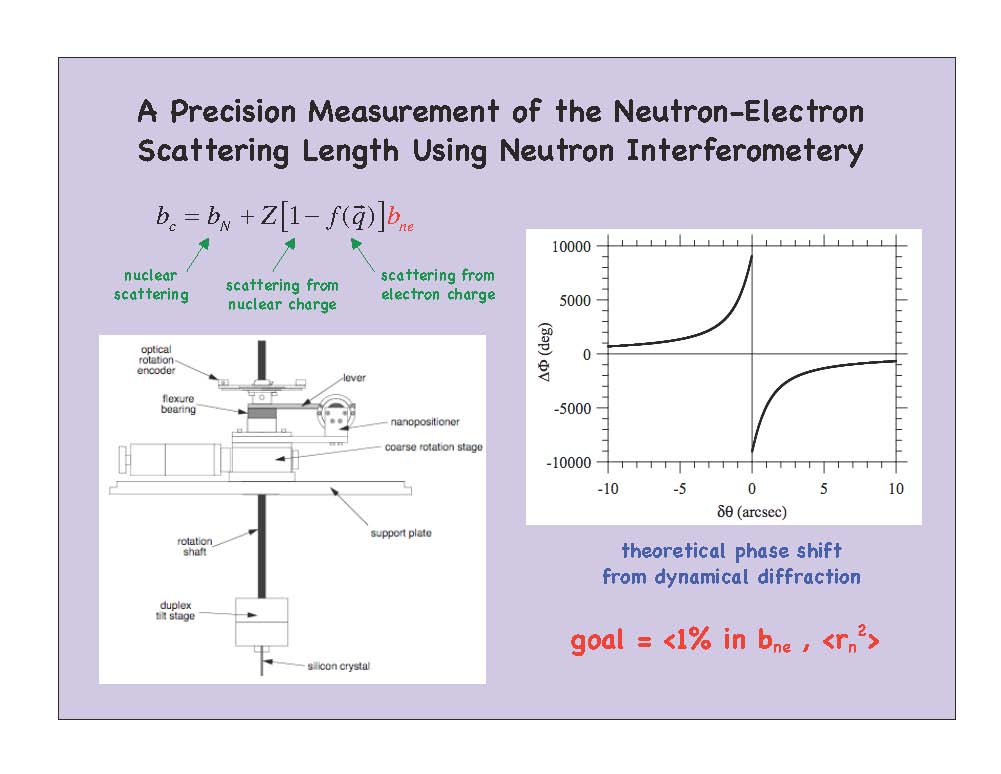 A Precision Measurement of the Neutron-Electron
Scattering Length Using Neutron Interferometery
b_c = b_N + Z[1 − f(q⃗)]b_ne
nuclear
scattering
scattering from
nuclear charge
scattering from
electron charge
optical
rotation
encoder
lever
flexure
bearing
nanopositioner
coarse rotation stage
support plate
rotation
shaft
duplex
tilt stage
silicon crystal
10000
5000
0
-5000
-10000
ΔΦ (deg)
-10 -5 0 5 10
δθ (arcsec)
theoretical phase shift
from dynamical diffraction
goal = <1% in b_ne , <r_n²>